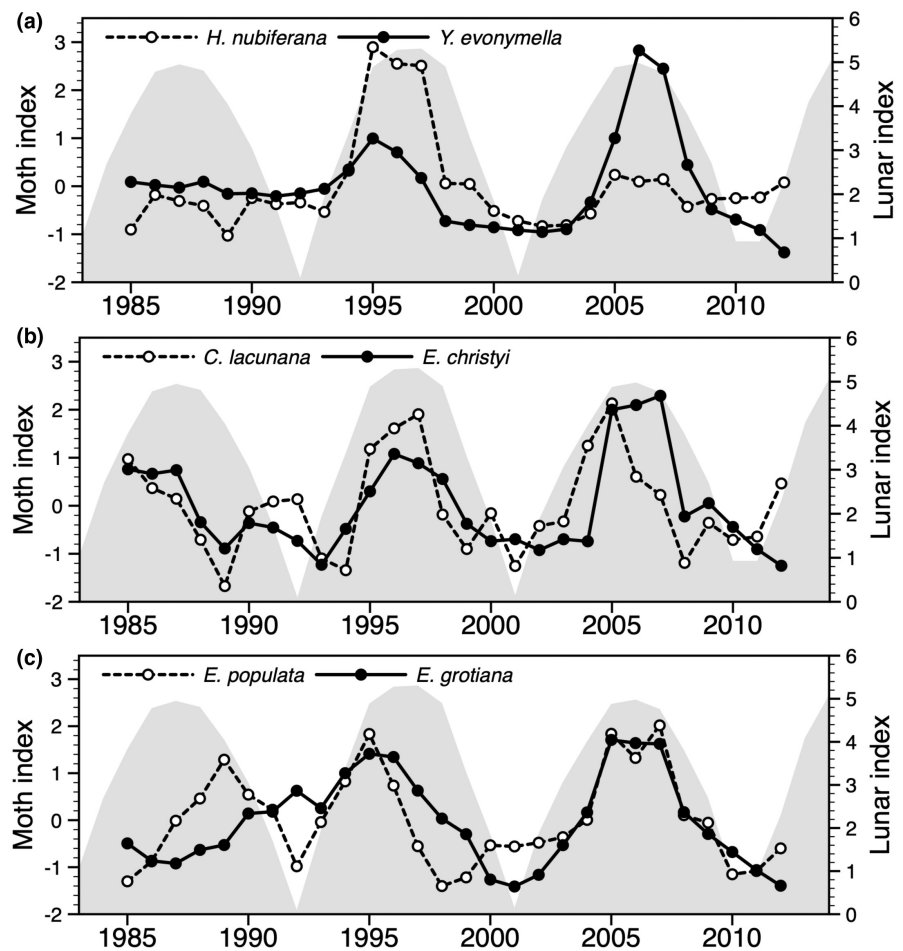 (a)
H. nubiferana Y. evonymella
Moth index
3
2
1
0
-1
-2
Lunar index
6
5
4
3
2
1
0
1985 1990 1995 2000 2005 2010
(b)
C. lacunana E. christyi
Moth index
3
2
1
0
-1
-2
Lunar index
6
5
4
3
2
1
0
1985 1990 1995 2000 2005 2010
(c)
E. populata E. grotiana
Moth index
3
2
1
0
-1
-2
Lunar index
6
5
4
3
2
1
0
1985 1990 1995 2000 2005 2010